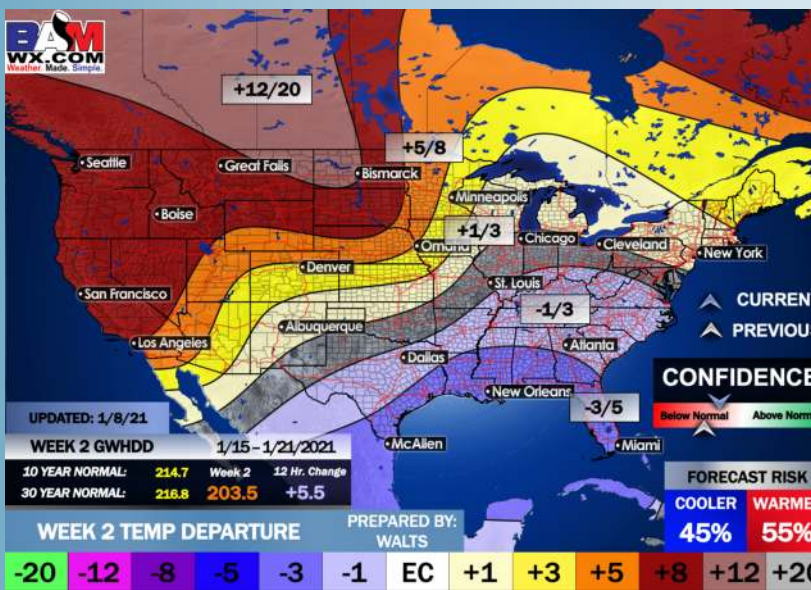 BAM
WX.COM
Weather. Made. Simple.
+12/20
+5/8
Seattle
Great Falls
Bismarck
Minneapolis
Boise
+1/3
Omaha
Chicago
Cleveland
New York
Denver
St. Louis
San Francisco
-1/3
CURREN
Albuquerque
PREVIOUS
Los Angeles
Dallas
Atlanta
CONFIDENCE
New Orleans
-3/5
Below Normal
Above Norm
UPDATED: 1/8/21
McAllen
Miami
WEEK 2 GWHDD 1/15 - 1/21/2021
10 YEAR NORMAL: 214.7 Week 2 12 Hr. Change
30 YEAR NORMAL: 216.8 203.5 +5.5
FORECAST RISK
COOLER WARME
45% 55%
WEEK 2 TEMP DEPARTURE
PREPARED BY:
WALTS
-20 -12 -8 -5 -3 -1 EC +1 +3 +5 +8 +12 +20